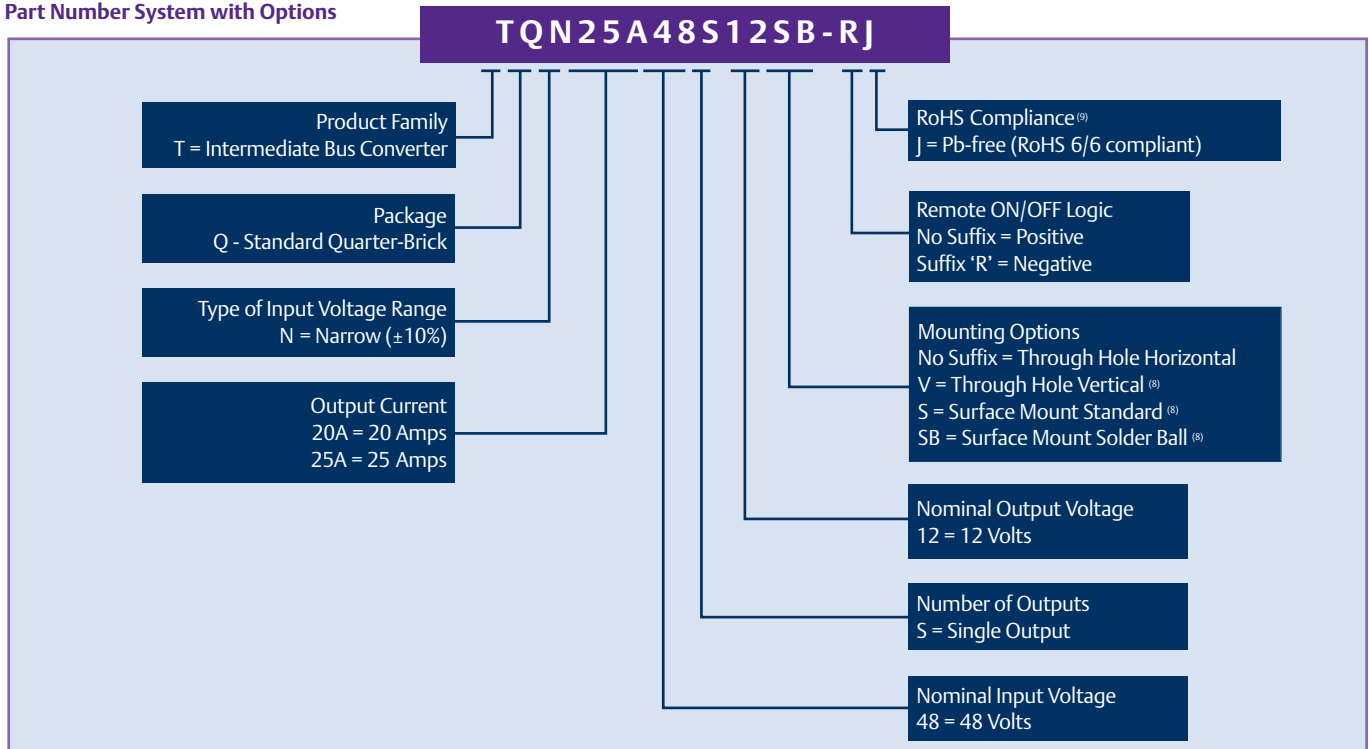 Part Number System with Options
TQN25A48S12SB-RJ
Product Family
T = Intermediate Bus Converter
Package
Q - Standard Quarter-Brick
Type of Input Voltage Range
N = Narrow (±10%)
Output Current
20A = 20 Amps
25A = 25 Amps
RoHS Compliance (9)
J = Pb-free (RoHS 6/6 compliant)
Remote ON/OFF Logic
No Suffix = Positive
Suffix ‘R’ = Negative
Mounting Options
No Suffix = Through Hole Horizontal
V = Through Hole Vertical (8)
S = Surface Mount Standard (8)
SB = Surface Mount Solder Ball (8)
Nominal Output Voltage
12 = 12 Volts
Number of Outputs
S = Single Output
Nominal Input Voltage
48 = 48 Volts